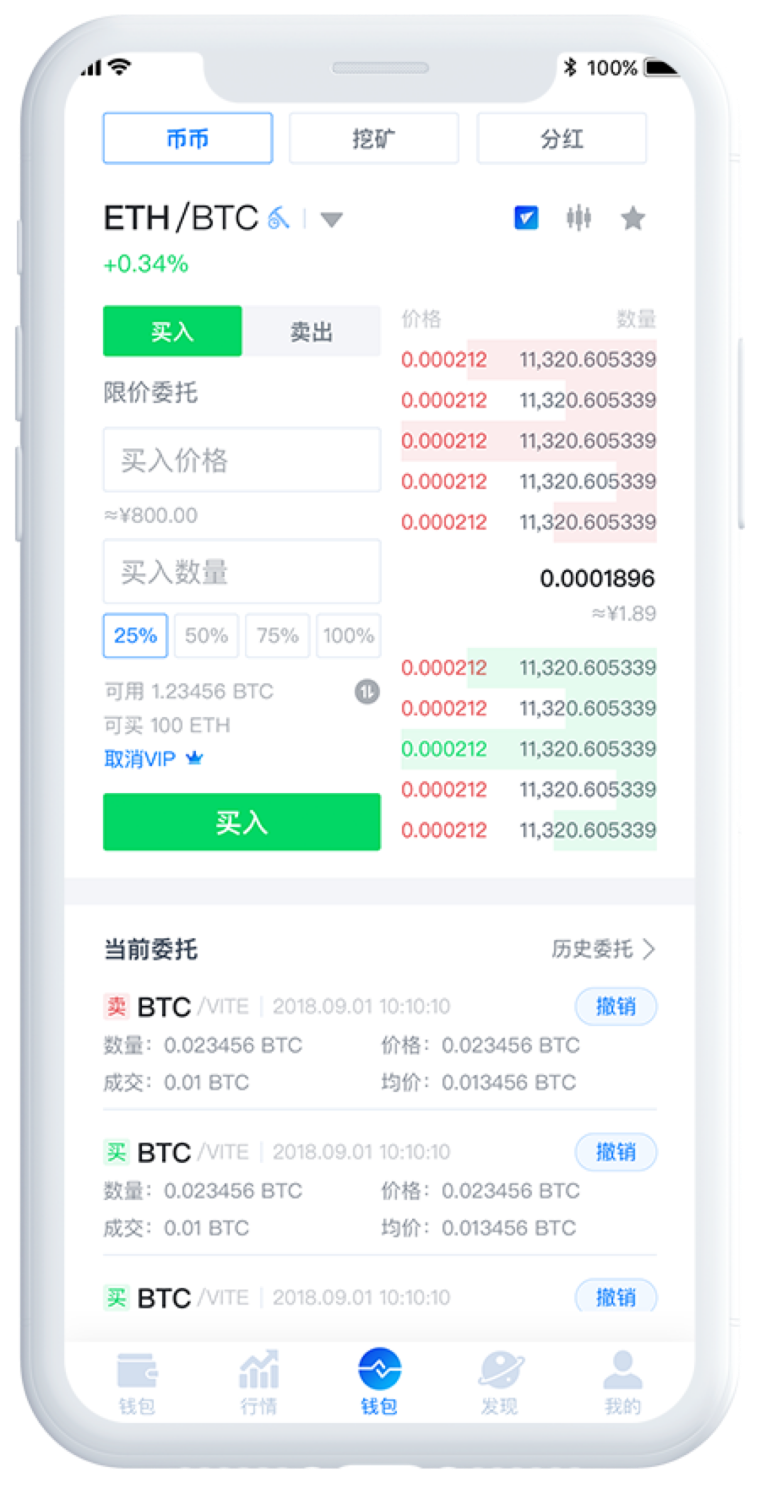 100%
币币 挖矿 分红
ETH/BTC
+0.34%
买入 卖出
限价委托
买入价格
≈¥800.00
买入数量
25% 50% 75% 100%
可用 1.23456 BTC
可买 100 ETH
取消VIP
买入
价格 数量
0.000212 11,320.605339
0.000212 11,320.605339
0.000212 11,320.605339
0.000212 11,320.605339
0.000212 11,320.605339
0.0001896
≈¥1.89
0.000212 11,320.605339
0.000212 11,320.605339
0.000212 11,320.605339
0.000212 11,320.605339
0.000212 11,320.605339
当前委托 历史委托
卖 BTC /VITE 2018.09.01 10:10:10 撤销
数量: 0.023456 BTC 价格: 0.023456 BTC
成交: 0.01 BTC 均价: 0.013456 BTC
买 BTC /VITE 2018.09.01 10:10:10 撤销
数量: 0.023456 BTC 价格: 0.023456 BTC
成交: 0.01 BTC 均价: 0.013456 BTC
买 BTC /VITE 2018.09.01 10:10:10 撤销
钱包 行情 钱包 发现 我的